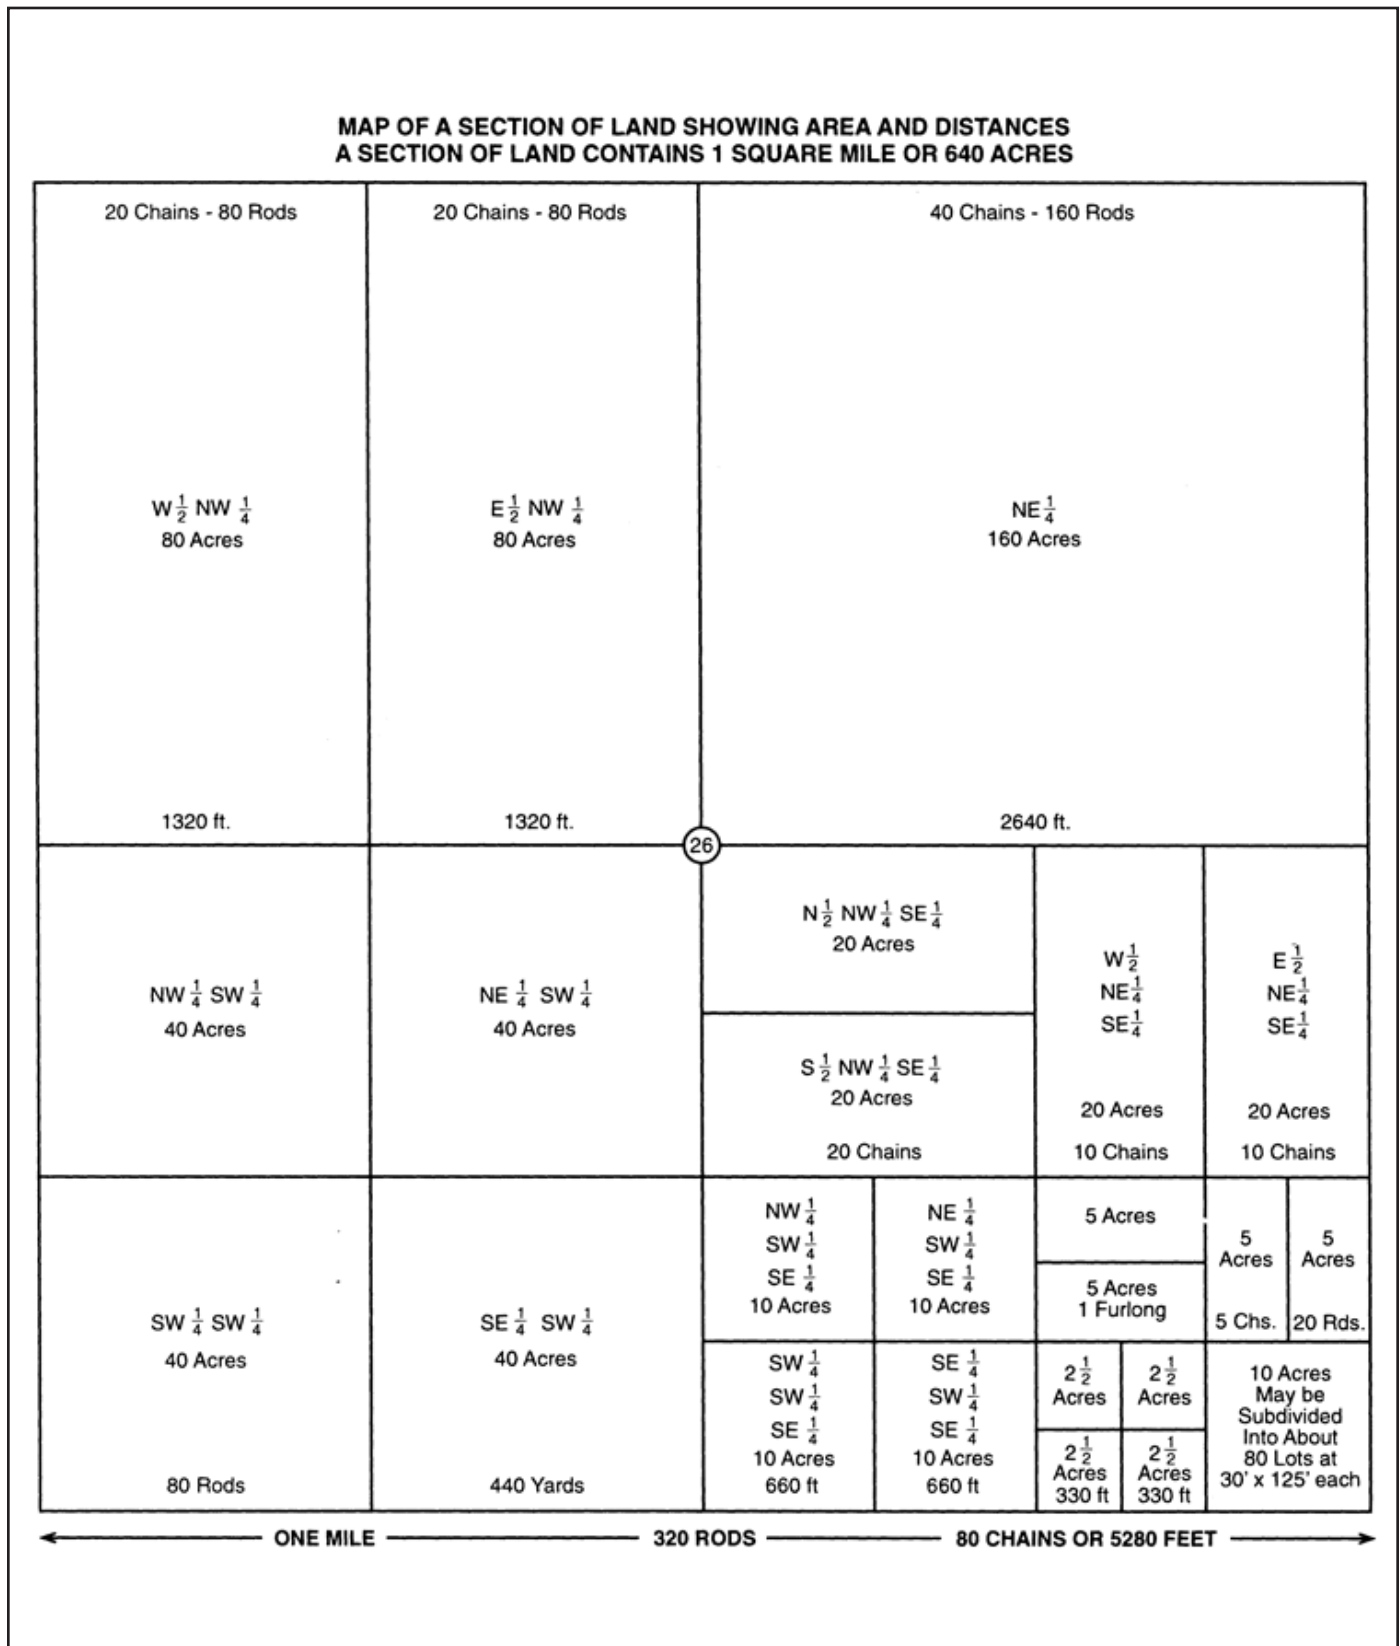 MAP OF A SECTION OF LAND SHOWING AREA AND DISTANCES
A SECTION OF LAND CONTAINS 1 SQUARE MILE OR 640 ACRES
20 Chains - 80 Rods
20 Chains - 80 Rods
40 Chains - 160 Rods
W 1/2 NW 1/4
80 Acres
E 1/2 NW 1/4
80 Acres
NE 1/4
160 Acres
1320 ft.
1320 ft.
2640 ft.
26
NW 1/4 SW 1/4
40 Acres
NE 1/4 SW 1/4
40 Acres
N 1/2 NW 1/4 SE 1/4
20 Acres
S 1/2 NW 1/4 SE 1/4
20 Acres
20 Chains
W 1/2
NE 1/4
SE 1/4
20 Acres
10 Chains
E 1/2
NE 1/4
SE 1/4
20 Acres
10 Chains
SW 1/4 SW 1/4
40 Acres
80 Rods
SE 1/4 SW 1/4
40 Acres
440 Yards
NW 1/4
SW 1/4
SE 1/4
10 Acres
NE 1/4
SW 1/4
SE 1/4
10 Acres
5 Acres
5 Acres
1 Furlong
5
Acres
5 Chs.
5
Acres
20 Rds.
SW 1/4
SW 1/4
SE 1/4
10 Acres
660 ft
SE 1/4
SW 1/4
SE 1/4
10 Acres
660 ft
2 1/2
Acres
2 1/2
Acres
2 1/2
Acres
330 ft
2 1/2
Acres
330 ft
10 Acres
May be
Subdivided
Into About
80 Lots at
30' x 125' each
ONE MILE
320 RODS
80 CHAINS OR 5280 FEET